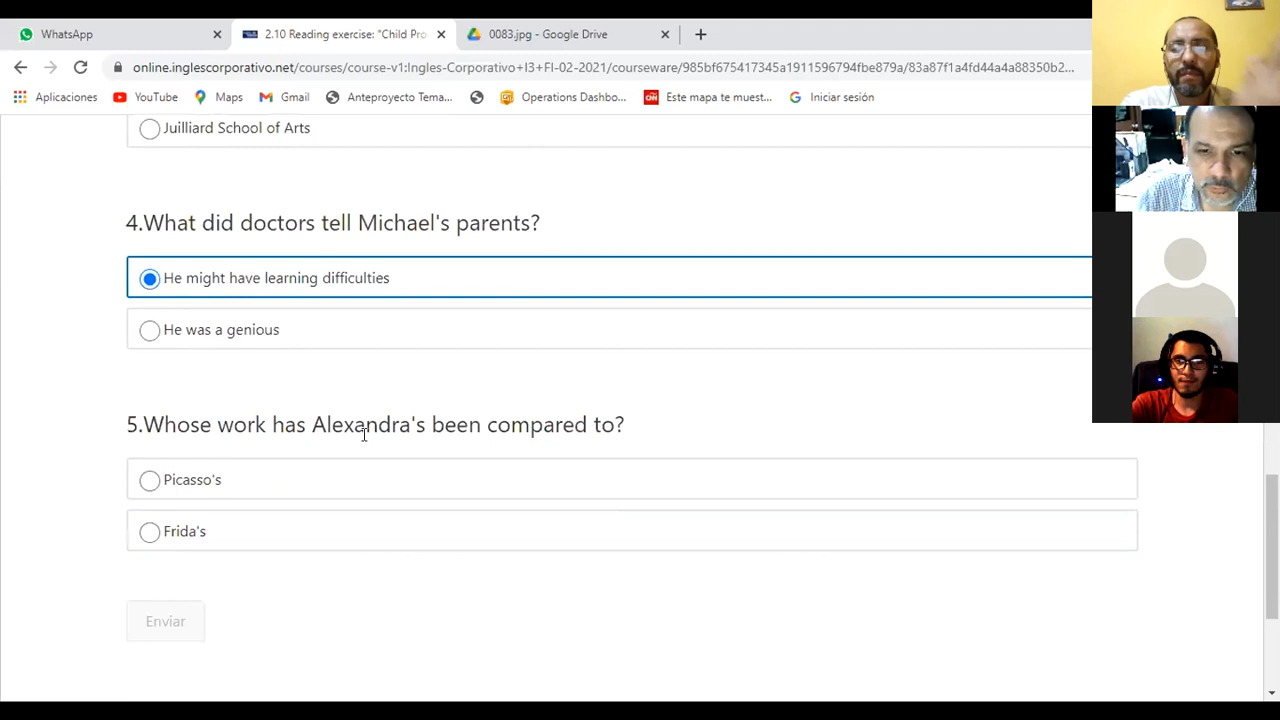 WhatsApp
2.10 Reading exercise: "Child Pro
0083.jpg - Google Drive
online.inglescorporativo.net/courses/course-v1:Ingles-Corporativo+I3+FI-02-2021/courseware/985bf675417345a1911596794fbe879a/83a87f1a4fd44a4a88350b2...
Aplicaciones
YouTube
Maps
Gmail
Anteproyecto Tema...
Operations Dashbo...
Este mapa te muest...
Iniciar sesión
Juilliard School of Arts
4.What did doctors tell Michael's parents?
He might have learning difficulties
He was a genious
5.Whose work has Alexandra's been compared to?
Picasso's
Frida's
Enviar